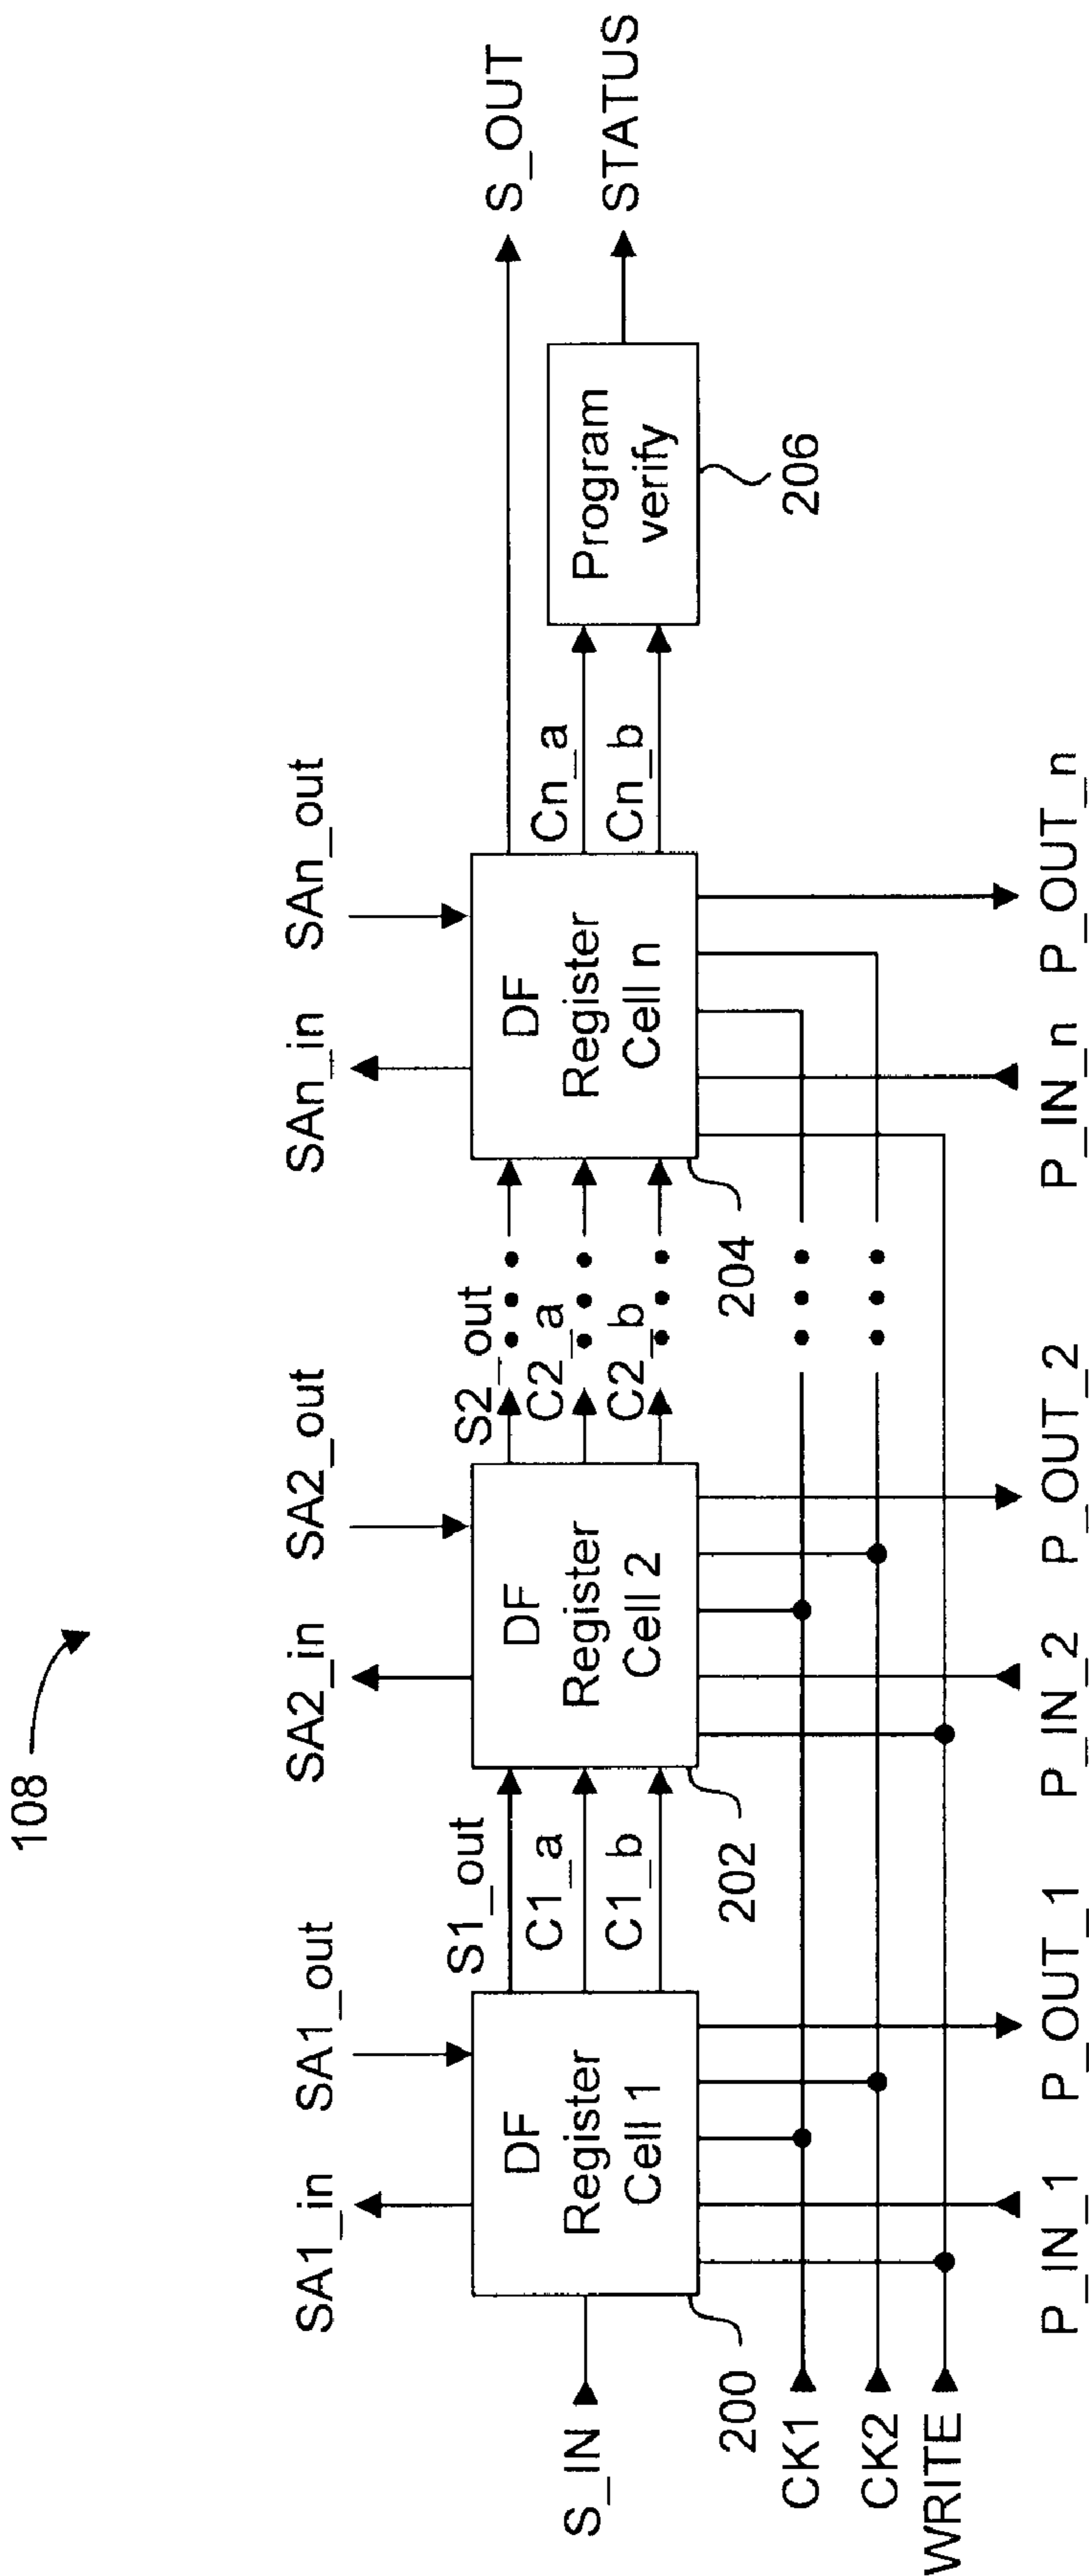 108
SA1_in
SA1_out
SA2_in
SA2_out
SAn_in
SAn_out
S_IN
DF
Register
Cell 1
S1_out
C1_a
C1_b
DF
Register
Cell 2
S2_out
C2_a
C2_b
DF
Register
Cell n
Cn_a
Cn_b
Program
verify
S_OUT
STATUS
200
202
204
206
CK1
CK2
WRITE
P_IN_1
P_OUT_1
P_IN_2
P_OUT_2
P_IN_n
P_OUT_n